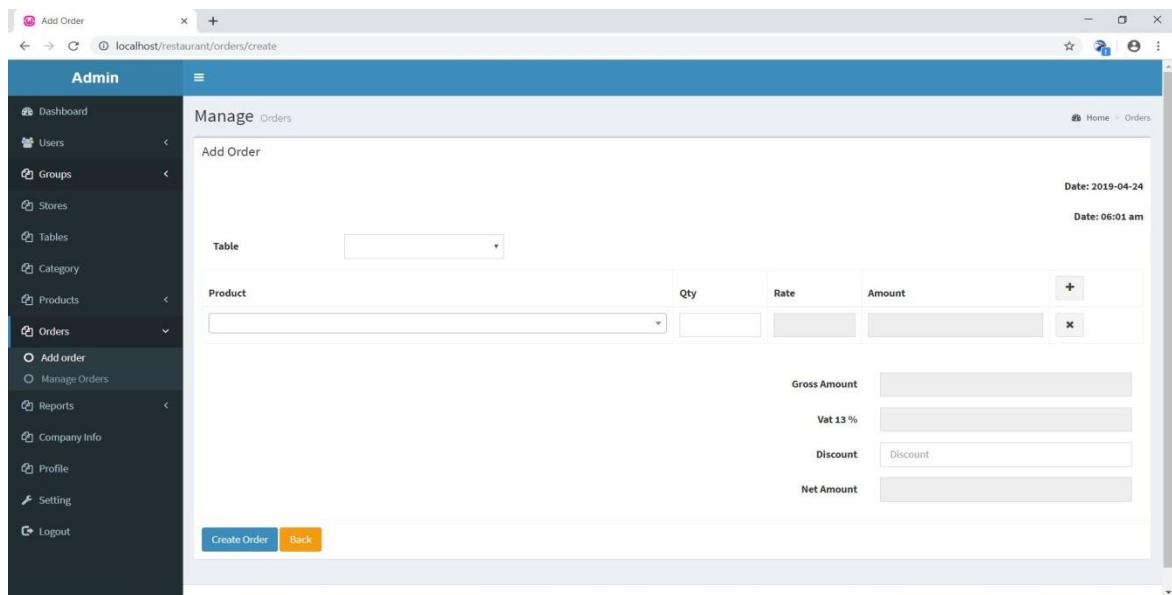 Add Order
localhost/restaurant/orders/create
Admin
Dashboard
Users
Groups
Stores
Tables
Category
Products
Orders
Add order
Manage Orders
Reports
Company Info
Profile
Setting
Logout
Manage Orders
Home > Orders
Add Order
Date: 2019-04-24
Date: 06:01 am
Table
Product Qty Rate Amount
Gross Amount
Vat 13 %
Discount Discount
Net Amount
Create Order Back